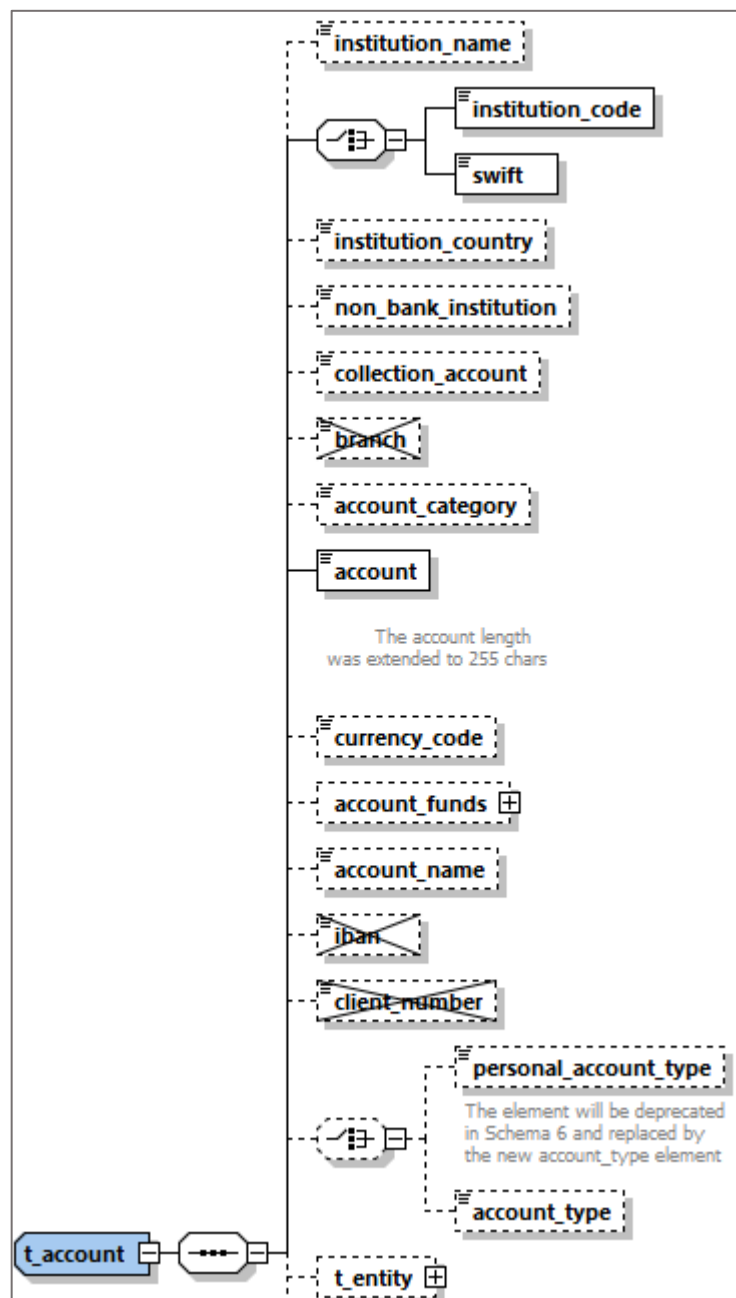 institution_name
institution_code
swift
institution_country
non_bank_institution
collection_account
branch
account_category
account
The account length
was extended to 255 chars
currency_code
account_funds
account_name
iban
client_number
personal_account_type
The element will be deprecated
in Schema 6 and replaced by
the new account_type element
account_type
t_account
t_entity